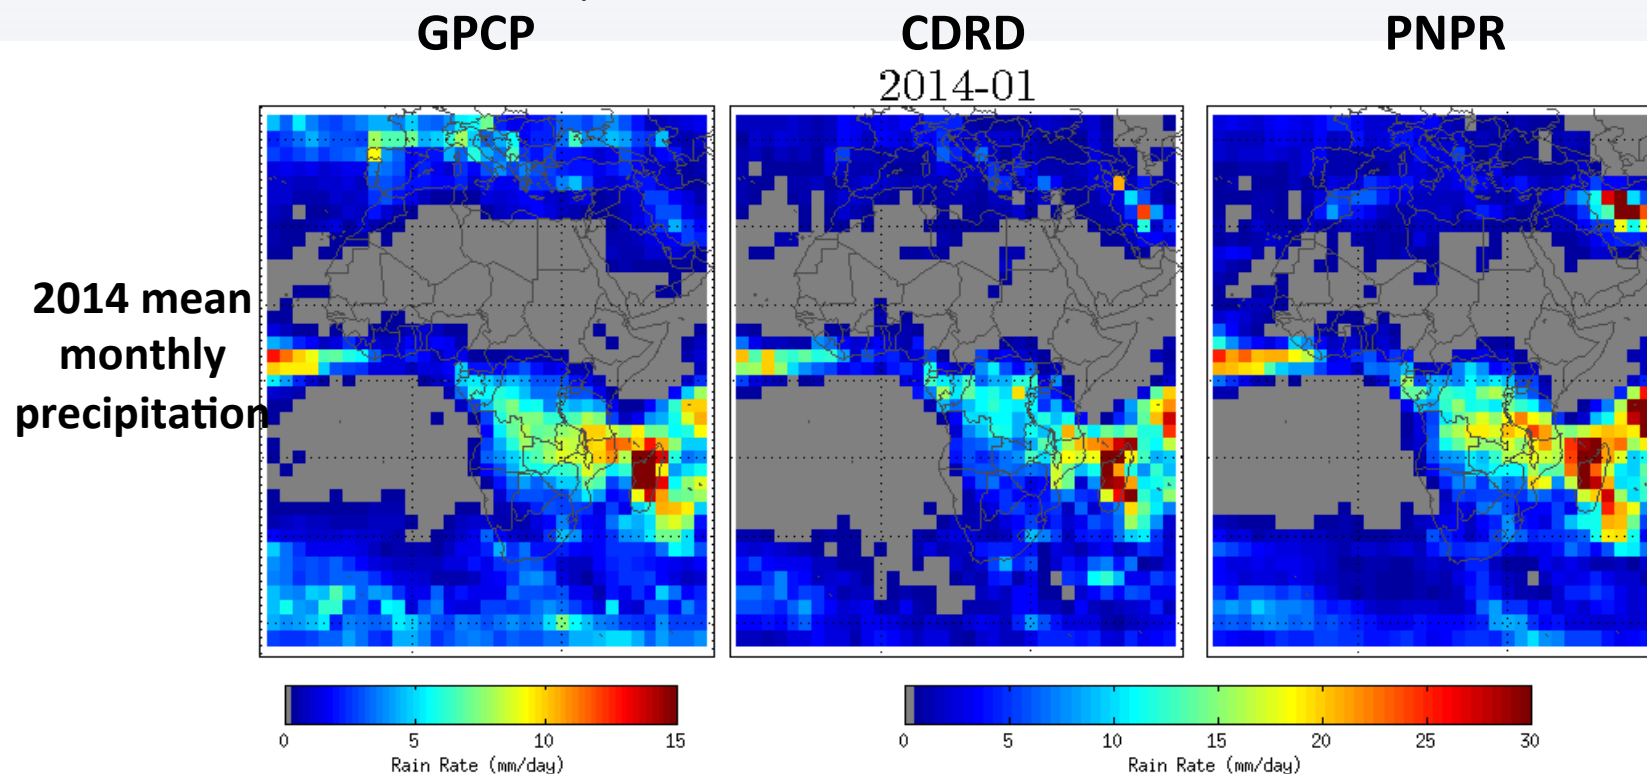 GPCP CDRD PNPR
2014-01
2014 mean
monthly
precipitation
0 5 10 15
Rain Rate (mm/day)
0 5 10 15 20 25 30
Rain Rate (mm/day)